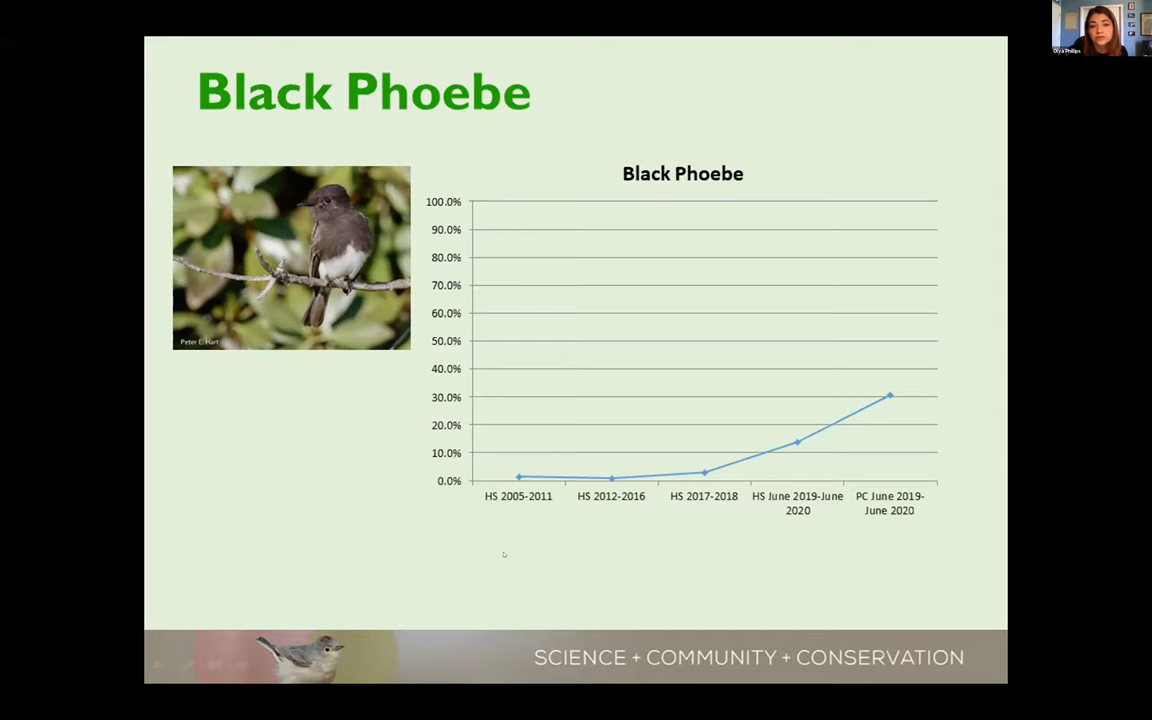 Olya Phillips
Black Phoebe
Peter E. Hart
Black Phoebe
100.0%
90.0%
80.0%
70.0%
60.0%
50.0%
40.0%
30.0%
20.0%
10.0%
0.0%
HS 2005-2011
HS 2012-2016
HS 2017-2018
HS June 2019-June
2020
PC June 2019-
June 2020
SCIENCE + COMMUNITY + CONSERVATION